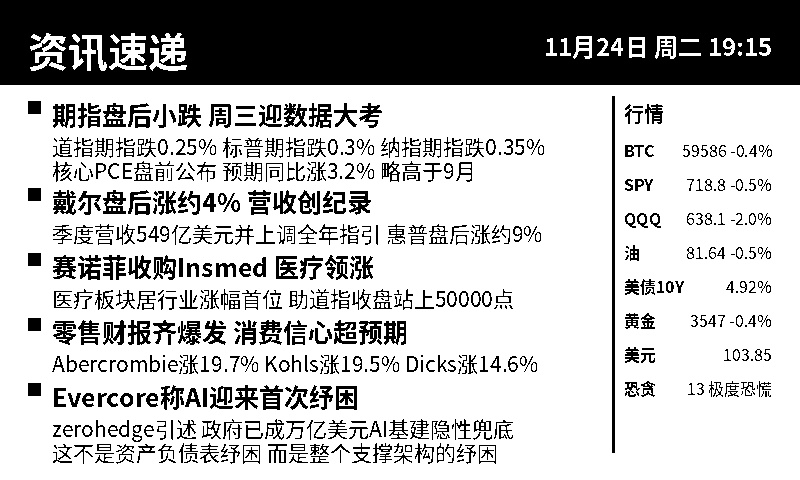 资讯速递
11月24日 周二 19:15
期指盘后小跌 周三迎数据大考
道指期指跌0.25% 标普期指跌0.3% 纳指期指跌0.35%
核心PCE盘前公布 预期同比涨3.2% 略高于9月
戴尔盘后涨约4% 营收创纪录
季度营收549亿美元并上调全年指引 惠普盘后涨约9%
赛诺菲收购Insmed 医疗领涨
医疗板块居行业涨幅首位 助道指收盘站上50000点
零售财报齐爆发 消费信心超预期
Abercrombie涨19.7% Kohls涨19.5% Dicks涨14.6%
Evercore称AI迎来首次纾困
zerohedge引述 政府已成万亿美元AI基建隐性兜底
这不是资产负债表纾困 而是整个支撑架构的纾困
行情
BTC 59586 -0.4%
SPY 718.8 -0.5%
QQQ 638.1 -2.0%
油 81.64 -0.5%
美债10Y 4.92%
黄金 3547 -0.4%
美元 103.85
恐贪 13 极度恐慌